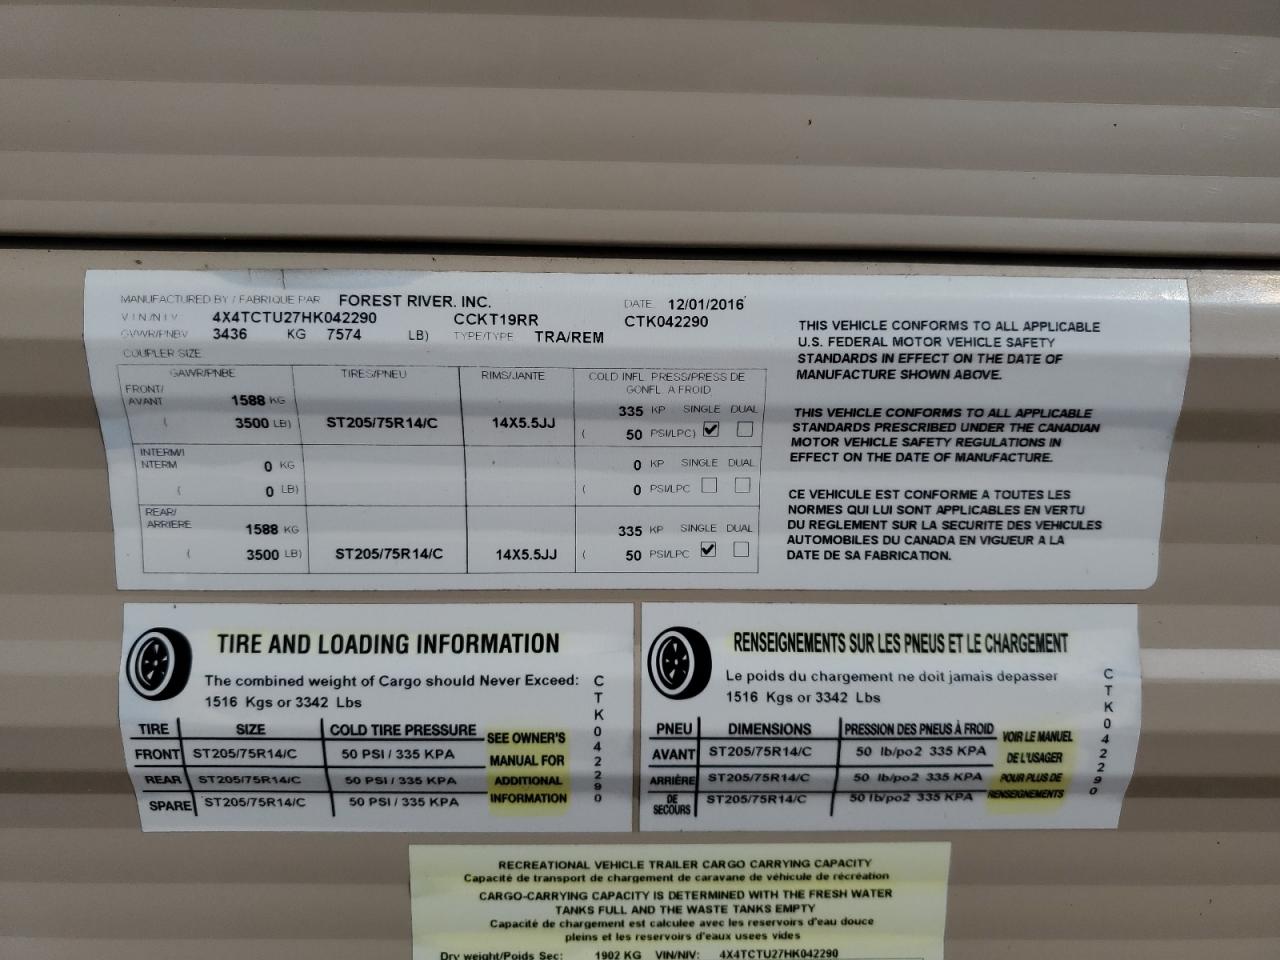 MANUFACTURED BY / FABRIQUE PAR FOREST RIVER. INC. DATE 12/01/2016
V.I.N./N.I.V. 4X4TCTU27HK042290 CCKT19RR CTK042290
GVWR/PNBV 3436 KG 7574 LB) TYPE/TYPE TRA/REM
COUPLER SIZE
GAWR/PNBE TIRES/PNEU RIMS/JANTE COLD INFL. PRESS/PRESS DE
GONFL. A FROID
FRONT/
AVANT 1588 KG 335 KP SINGLE DUAL
( 3500 LB) ST205/75R14/C 14X5.5JJ ( 50 PSI/LPC)
INTERM/I
NTERM 0 KG 0 KP SINGLE DUAL
( 0 LB) ( 0 PSI/LPC
REAR/
ARRIERE 1588 KG 335 KP SINGLE DUAL
( 3500 LB) ST205/75R14/C 14X5.5JJ ( 50 PSI/LPC
THIS VEHICLE CONFORMS TO ALL APPLICABLE
U.S. FEDERAL MOTOR VEHICLE SAFETY
STANDARDS IN EFFECT ON THE DATE OF
MANUFACTURE SHOWN ABOVE.
THIS VEHICLE CONFORMS TO ALL APPLICABLE
STANDARDS PRESCRIBED UNDER THE CANADIAN
MOTOR VEHICLE SAFETY REGULATIONS IN
EFFECT ON THE DATE OF MANUFACTURE.
CE VEHICULE EST CONFORME A TOUTES LES
NORMES QUI LUI SONT APPLICABLES EN VERTU
DU REGLEMENT SUR LA SECURITE DES VEHICULES
AUTOMOBILES DU CANADA EN VIGUEUR A LA
DATE DE SA FABRICATION.
TIRE AND LOADING INFORMATION
The combined weight of Cargo should Never Exceed:
1516 Kgs or 3342 Lbs
TIRE SIZE COLD TIRE PRESSURE
FRONT ST205/75R14/C 50 PSI / 335 KPA
REAR ST205/75R14/C 50 PSI / 335 KPA
SPARE ST205/75R14/C 50 PSI / 335 KPA
SEE OWNER'S
MANUAL FOR
ADDITIONAL
INFORMATION
CTK042290
RENSEIGNEMENTS SUR LES PNEUS ET LE CHARGEMENT
Le poids du chargement ne doit jamais depasser
1516 Kgs or 3342 Lbs
PNEU DIMENSIONS PRESSION DES PNEUS À FROID
AVANT ST205/75R14/C 50 lb/po2 335 KPA
ARRIÈRE ST205/75R14/C 50 lb/po2 335 KPA
DE
SECOURS ST205/75R14/C 50 lb/po2 335 KPA
VOIR LE MANUEL
DE L'USAGER
POUR PLUS DE
RENSEIGNEMENTS
CTK042290
RECREATIONAL VEHICLE TRAILER CARGO CARRYING CAPACITY
Capacité de transport de chargement de caravane de véhicule de récréation
CARGO-CARRYING CAPACITY IS DETERMINED WITH THE FRESH WATER
TANKS FULL AND THE WASTE TANKS EMPTY
Capacité de chargement est calculee avec les reservoirs d'eau douce
pleins et les reservoirs d'eaux usees vides
Dry weight/Poids Sec: 1902 KG VIN/NIV: 4X4TCTU27HK042290